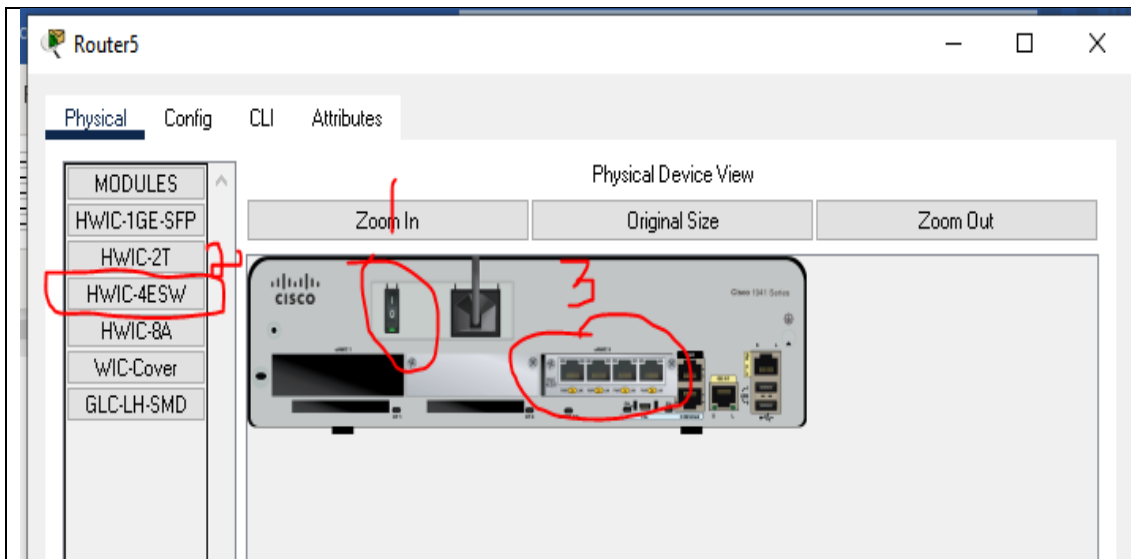 Router5
Physical Config CLI Attributes
MODULES
HWIC-1GE-SFP
HWIC-2T
HWIC-4ESW
HWIC-8A
WIC-Cover
GLC-LH-SMD
Physical Device View
Zoom In Original Size Zoom Out
1
2
3
CISCO
Cisco 1941 Series